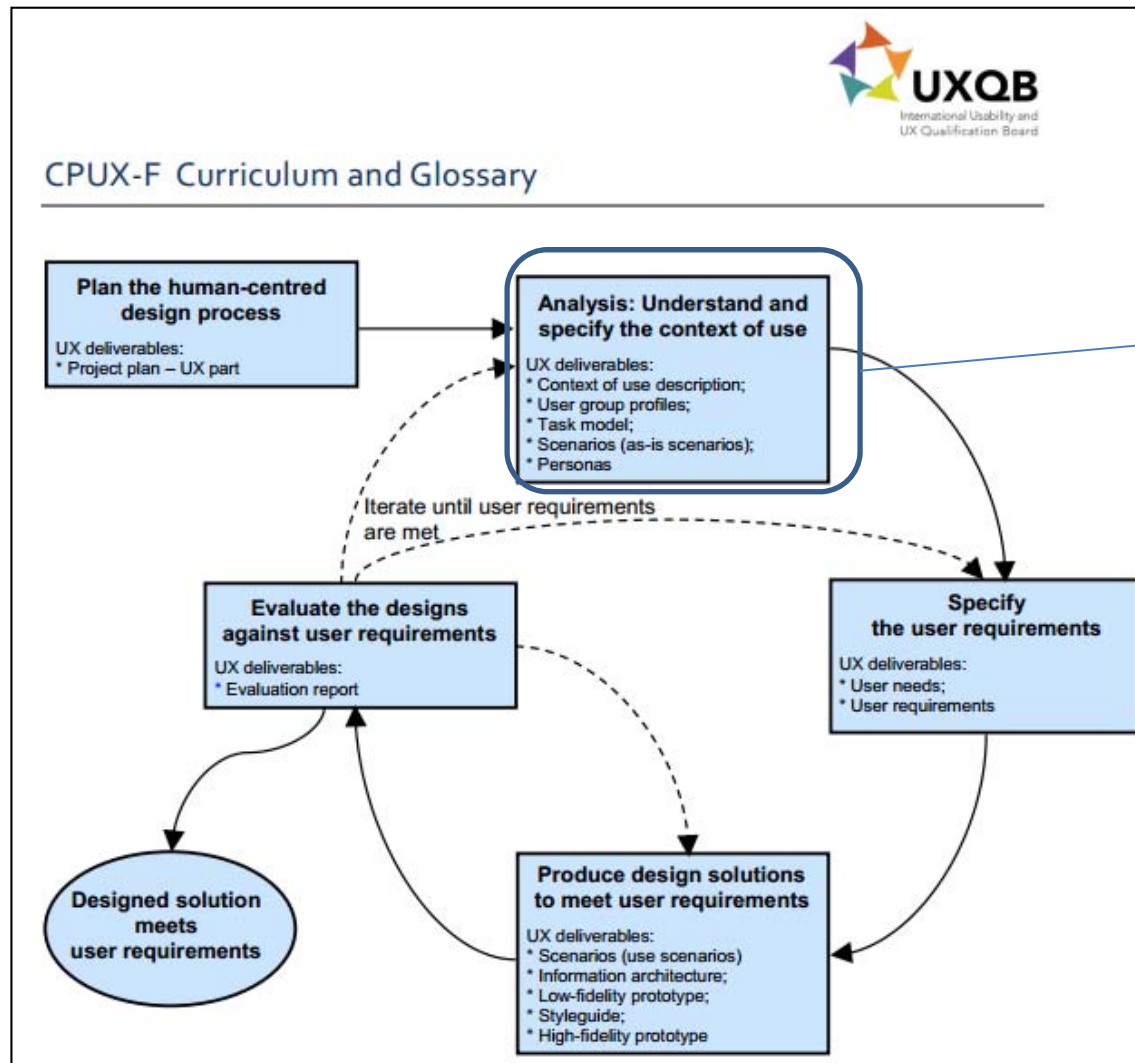 UXQB
International Usability and
UX Qualification Board
CPUX-F Curriculum and Glossary
Plan the human-centred
design process
UX deliverables:
* Project plan – UX part
Analysis: Understand and
specify the context of use
UX deliverables:
* Context of use description;
* User group profiles;
* Task model;
* Scenarios (as-is scenarios);
* Personas
Iterate until user requirements
are met
Evaluate the designs
against user requirements
UX deliverables:
* Evaluation report
Specify
the user requirements
UX deliverables:
* User needs;
* User requirements
Designed solution
meets
user requirements
Produce design solutions
to meet user requirements
UX deliverables:
* Scenarios (use scenarios)
* Information architecture;
* Low-fidelity prototype;
* Styleguide;
* High-fidelity prototype